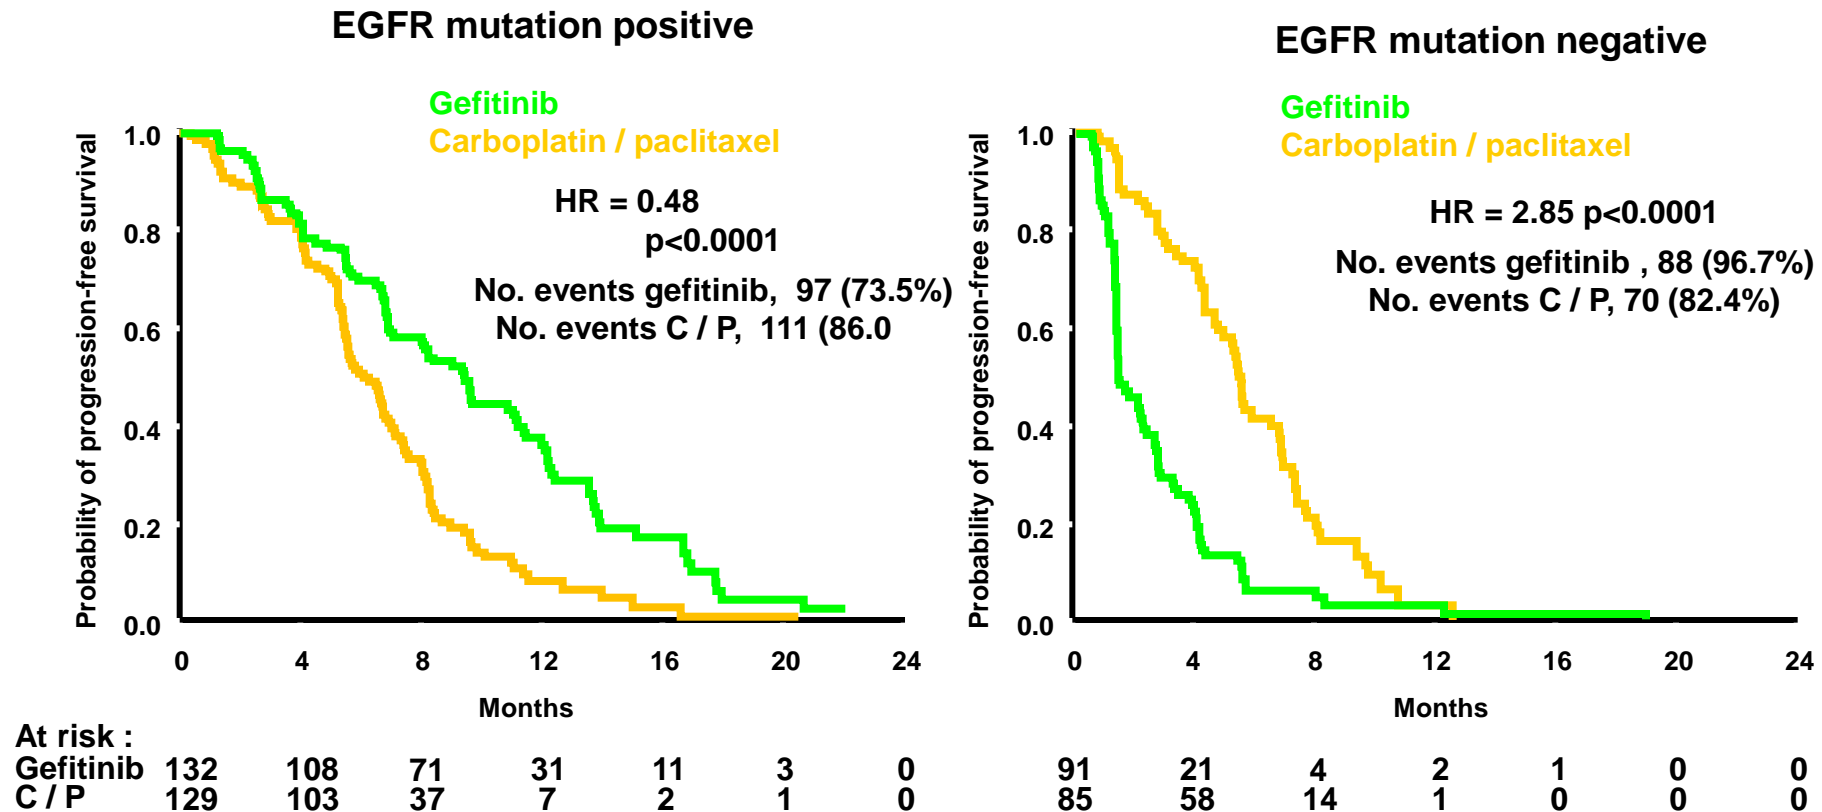 EGFR mutation positive
Gefitinib
Carboplatin / paclitaxel
HR = 0.48
p<0.0001
No. events gefitinib, 97 (73.5%)
No. events C / P, 111 (86.0
Probability of progression-free survival
1.0
0.8
0.6
0.4
0.2
0.0
0 4 8 12 16 20 24
Months
EGFR mutation negative
Gefitinib
Carboplatin / paclitaxel
HR = 2.85 p<0.0001
No. events gefitinib , 88 (96.7%)
No. events C / P, 70 (82.4%)
Probability of progression-free survival
1.0
0.8
0.6
0.4
0.2
0.0
0 4 8 12 16 20 24
Months
At risk :
Gefitinib 132 108 71 31 11 3 0 91 21 4 2 1 0 0
C / P 129 103 37 7 2 1 0 85 58 14 1 0 0 0